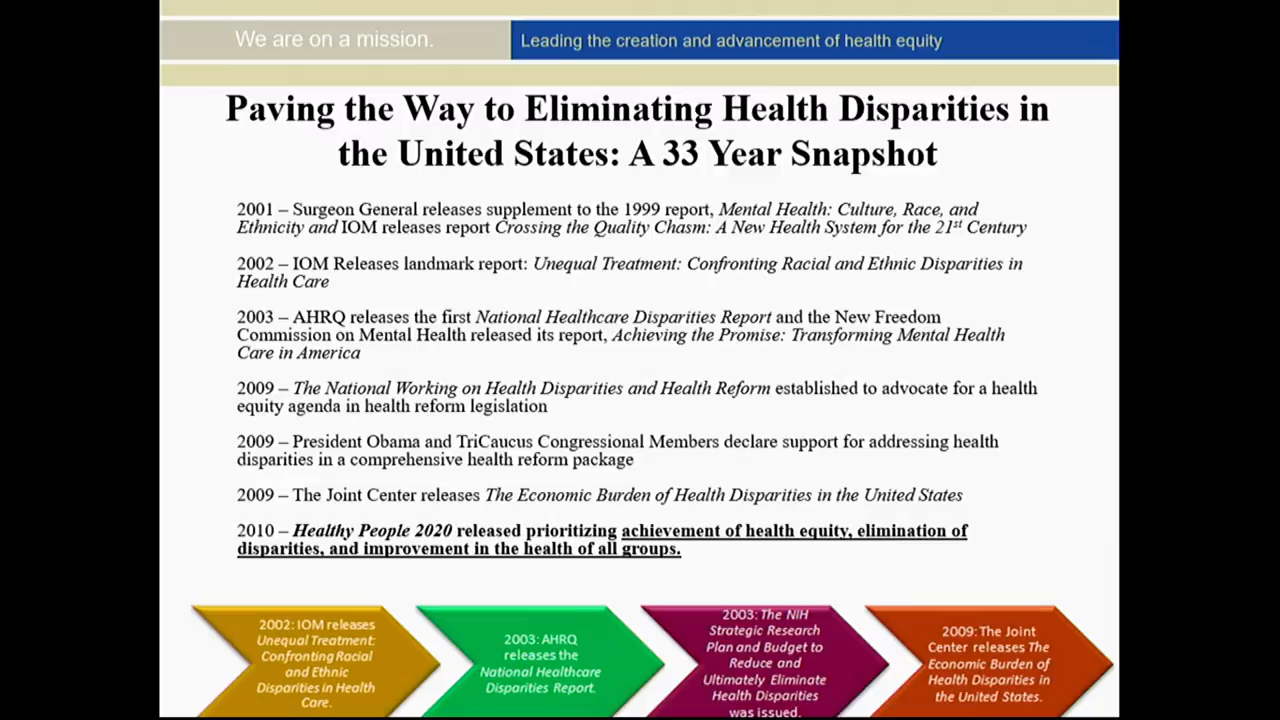 We are on a mission.
Leading the creation and advancement of health equity
Paving the Way to Eliminating Health Disparities in
the United States: A 33 Year Snapshot
2001 – Surgeon General releases supplement to the 1999 report, Mental Health: Culture, Race, and
Ethnicity and IOM releases report Crossing the Quality Chasm: A New Health System for the 21st Century
2002 – IOM Releases landmark report: Unequal Treatment: Confronting Racial and Ethnic Disparities in
Health Care
2003 – AHRQ releases the first National Healthcare Disparities Report and the New Freedom
Commission on Mental Health released its report, Achieving the Promise: Transforming Mental Health
Care in America
2009 – The National Working on Health Disparities and Health Reform established to advocate for a health
equity agenda in health reform legislation
2009 – President Obama and TriCaucus Congressional Members declare support for addressing health
disparities in a comprehensive health reform package
2009 – The Joint Center releases The Economic Burden of Health Disparities in the United States
2010 – Healthy People 2020 released prioritizing achievement of health equity, elimination of
disparities, and improvement in the health of all groups.
2002: IOM releases
Unequal Treatment:
Confronting Racial
and Ethnic
Disparities in Health
Care.
2003: AHRQ
releases the
National Healthcare
Disparities Report.
2003: The NIH
Strategic Research
Plan and Budget to
Reduce and
Ultimately Eliminate
Health Disparities
was issued.
2009: The Joint
Center releases The
Economic Burden of
Health Disparities in
the United States.